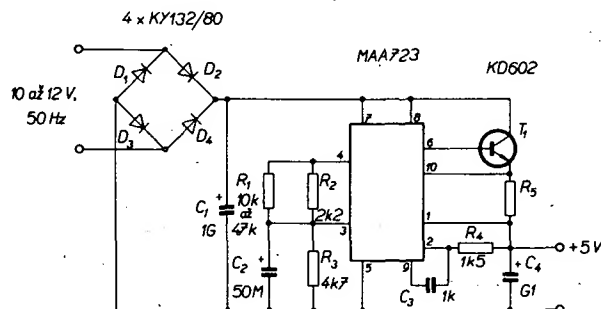 4 x KY132/80
MAA723
KD602
10 až 12 V,
50 Hz
D1
D2
D3
D4
C1
1G
R1
10k
až
47k
R2
2k2
R3
4k7
C2
50M
+
+
4
3
5
7
8
6
10
1
2
9
C3
1k
T1
R5
R4
1k5
+
C4
G1
+5V